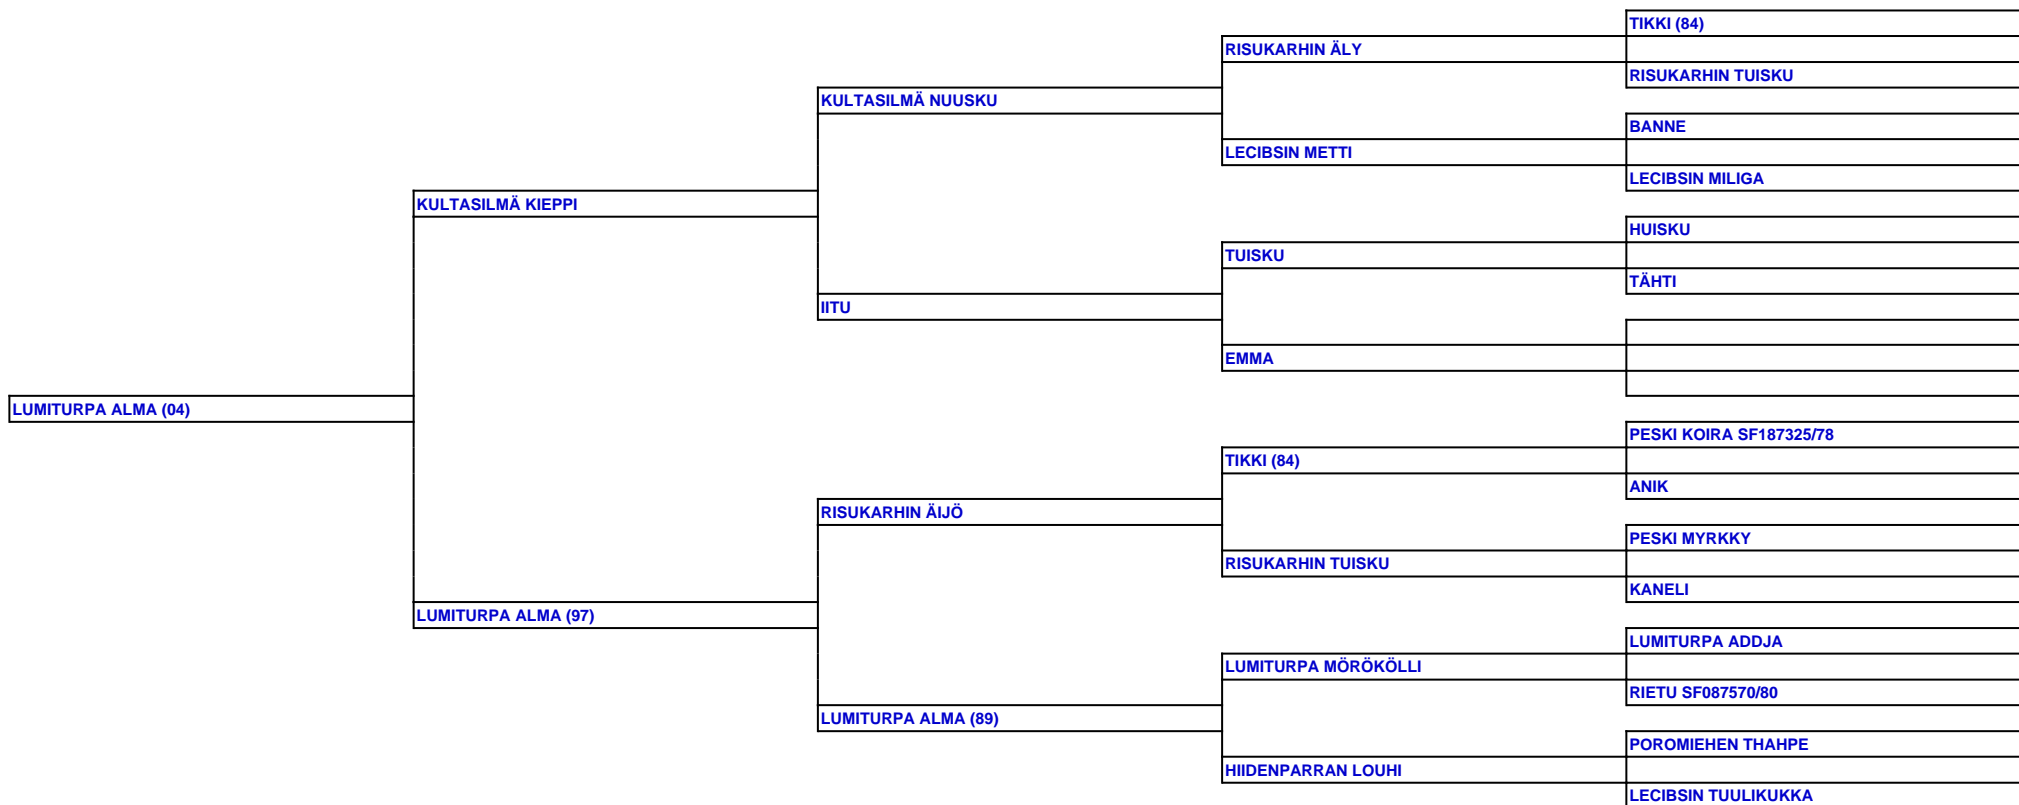 TIKKI (84)
RISUKARHIN ÄLY
RISUKARHIN TUISKU
KULTASILMÄ NUUSKU
BANNE
LECIBSIN METTI
LECIBSIN MILIGA
KULTASILMÄ KIEPPI
HUISKU
TUISKU
TÄHTI
IITU
EMMA
LUMITURPA ALMA (04)
PESKI KOIRA SF187325/78
TIKKI (84)
ANIK
RISUKARHIN ÄIJÖ
PESKI MYRKKY
RISUKARHIN TUISKU
KANELI
LUMITURPA ALMA (97)
LUMITURPA ADDJA
LUMITURPA MÖRÖKÖLLI
RIETU SF087570/80
LUMITURPA ALMA (89)
POROMIEHEN THAHPE
HIIDENPARRAN LOUHI
LECIBSIN TUULIKUKKA